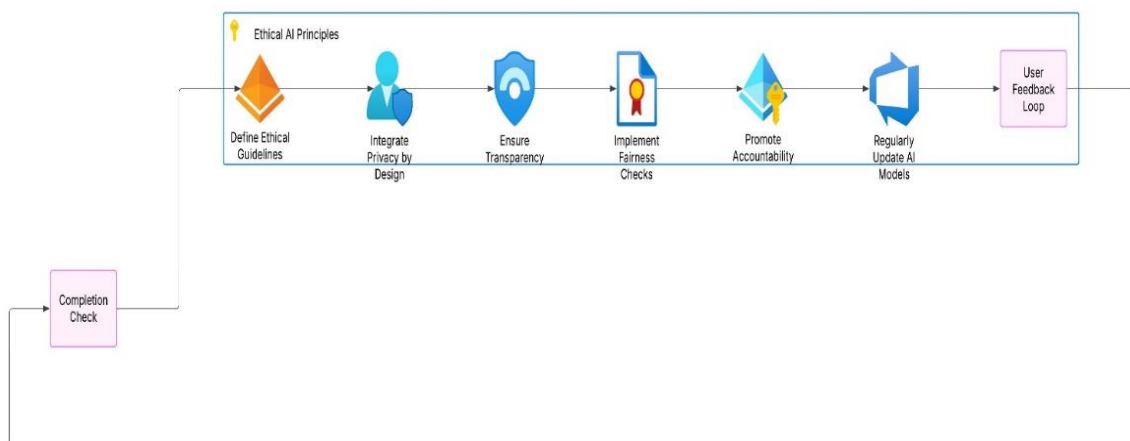 Ethical AI Principles
Define Ethical
Guidelines
Integrate
Privacy by
Design
Ensure
Transparency
Implement
Fairness
Checks
Promote
Accountability
Regularly
Update AI
Models
User
Feedback
Loop
Completion
Check